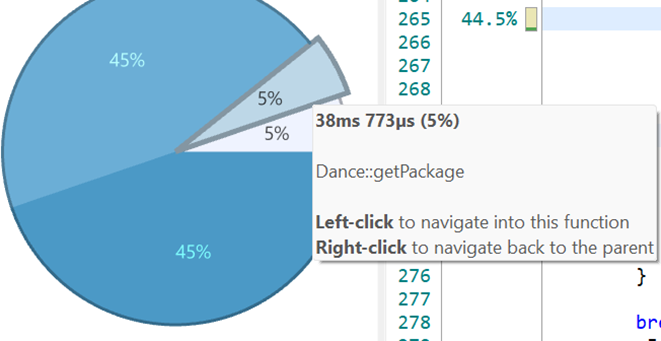 45%
5%
5%
45%
38ms 773µs (5%)
Dance::getPackage
Left-click to navigate into this function
Right-click to navigate back to the parent
265 44.5%
266
267
268
276 }
277
278 bre